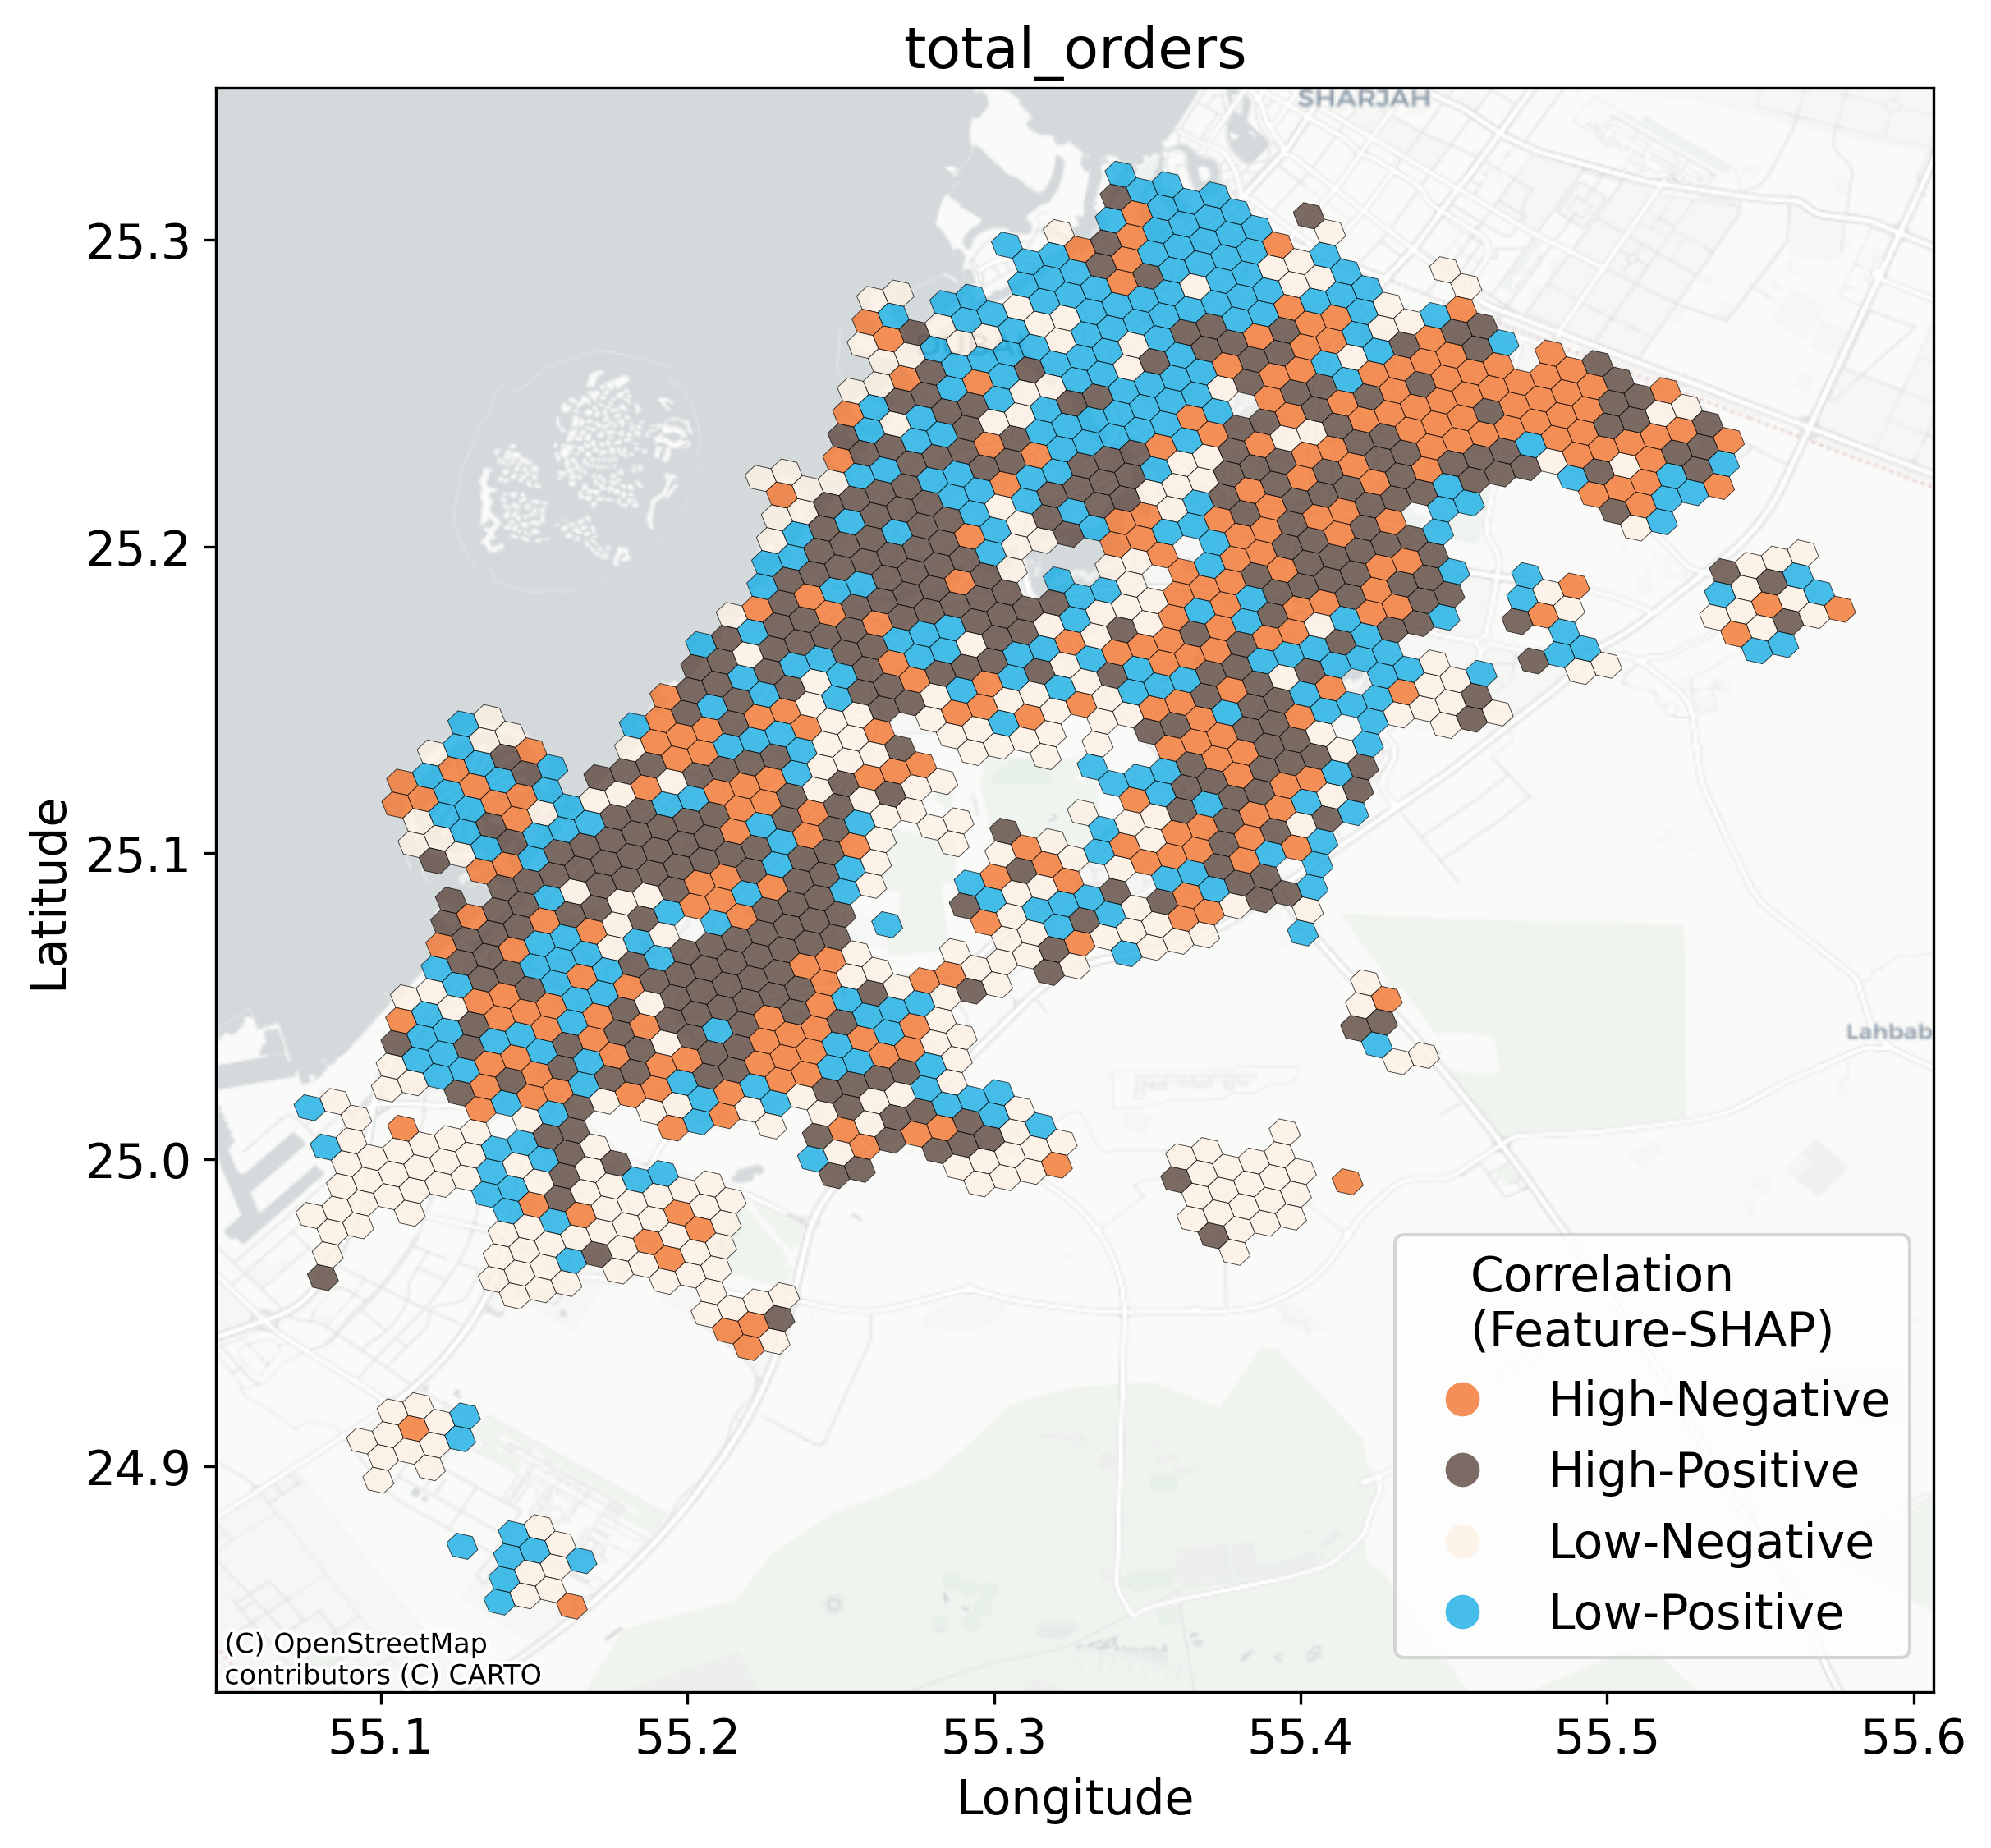 total_orders
SHARJAH
DUBAI
Lahbab
25.3
25.2
25.1
25.0
24.9
Latitude
55.1
55.2
55.3
55.4
55.5
55.6
Longitude
Correlation
(Feature-SHAP)
High-Negative
High-Positive
Low-Negative
Low-Positive
(C) OpenStreetMap
contributors (C) CARTO